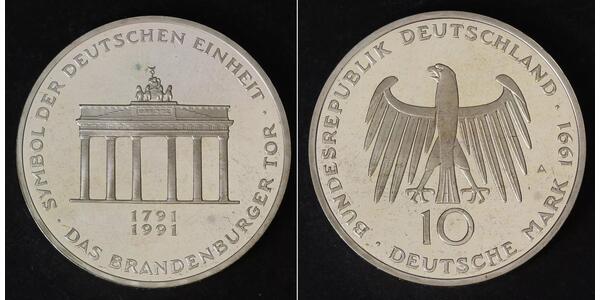 SYMBOL DER DEUTSCHEN EINHEIT ·
· DAS BRANDENBURGER TOR ·
1791
1991
BUNDESREPUBLIK DEUTSCHLAND · 1991
A
10
· DEUTSCHE MARK